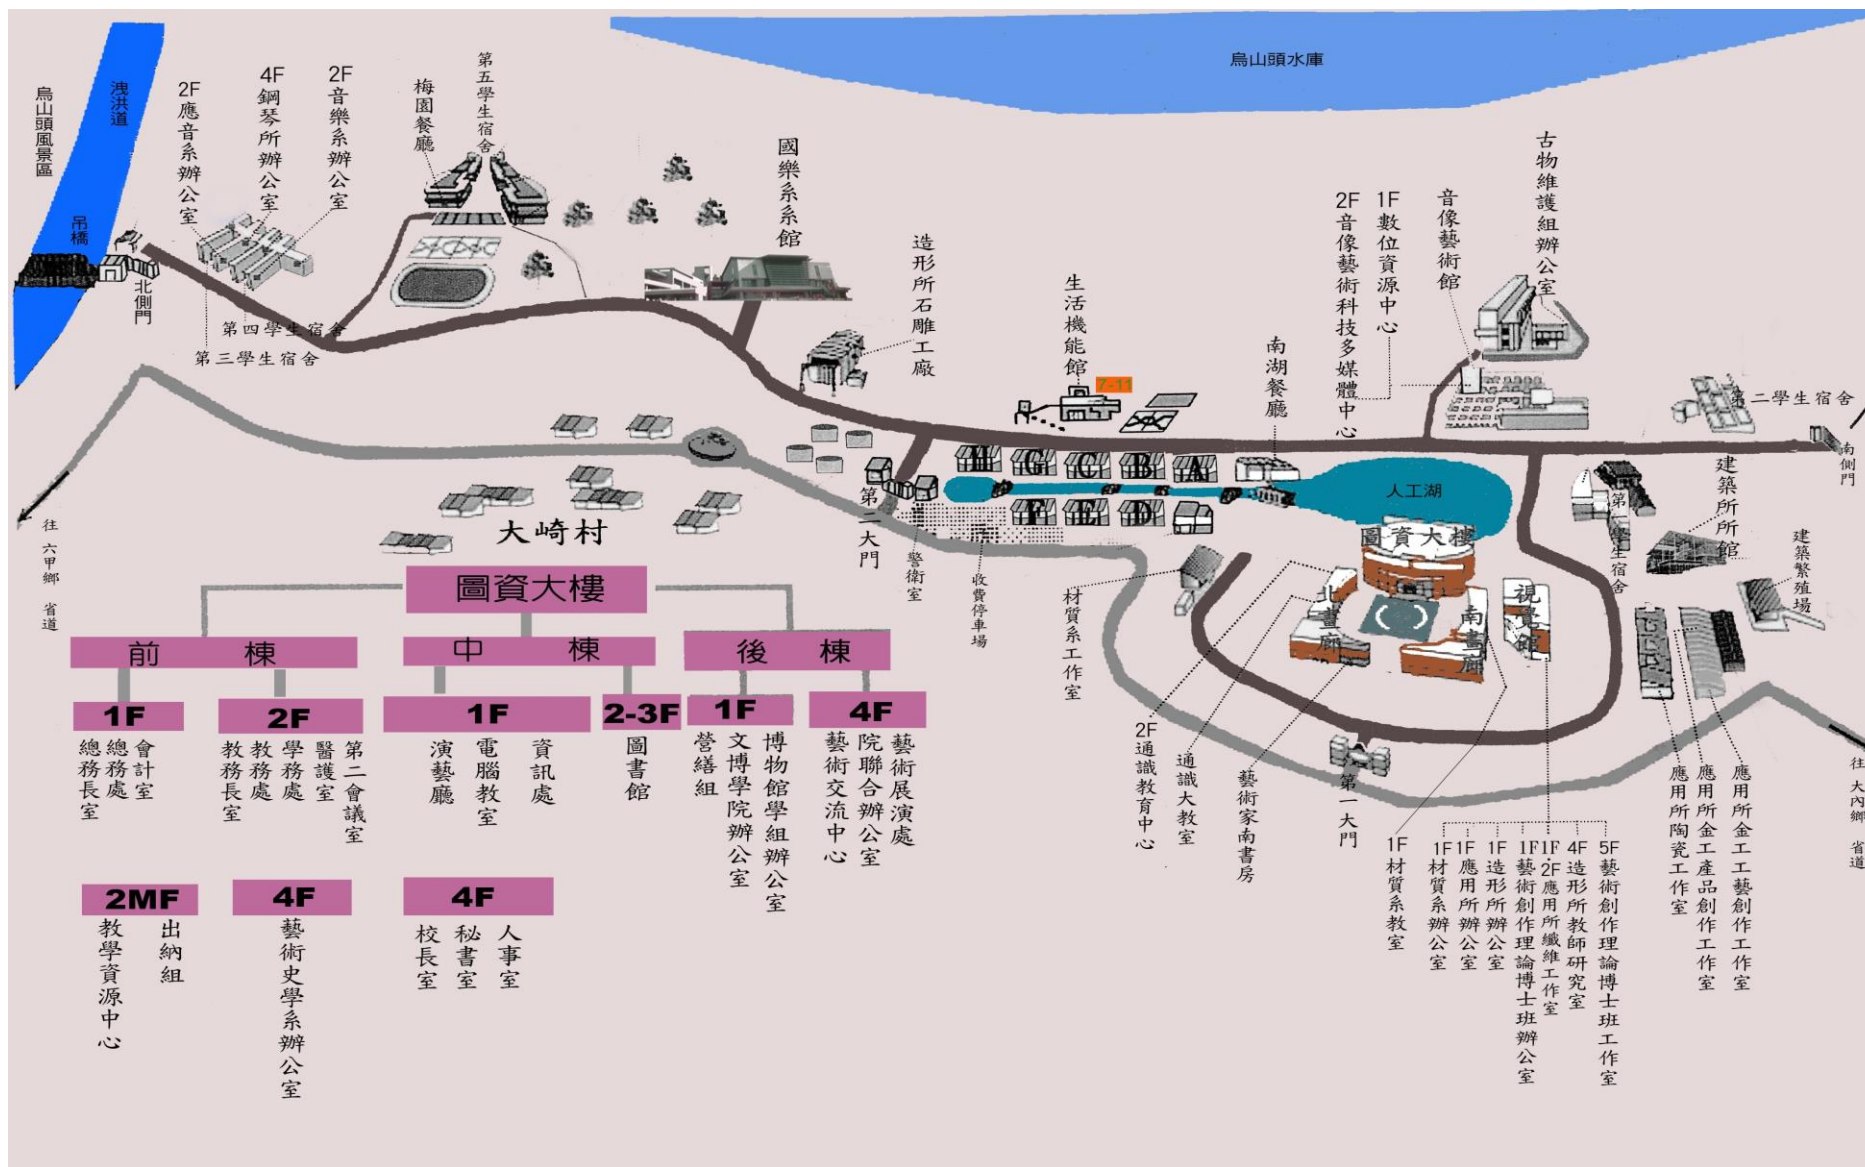 烏山頭水庫
烏山頭風景區
洩洪道
吊橋
北側門
2F應音系辦公室
4F鋼琴所辦公室
2F音樂系辦公室
第四學生宿舍
第三學生宿舍
梅園餐廳
第五學生宿舍
國樂系系館
造形所石雕工廠
生活機能館
7-11
南湖餐廳
2F音像藝術科技多媒體中心
1F數位資源中心
音像藝術館
古物維護組辦公室
第二學生宿舍
南側門
H
G
C
B
A
F
E
D
人工湖
第二大門
警衛室
收費停車場
大崎村
往 六甲鄉 省道
材質系工作室
圖資大樓
北畫廊
南畫廊
視覺館
第一學生宿舍
建築所所館
建築繁殖場
2F通識教育中心
通識大教室
藝術家南書房
第一大門
1F材質系教室
1F材質系辦公室
1F應用所辦公室
1F造形所辦公室
1F藝術創作理論博士班辦公室
1F.2F應用所纖維工作室
4F造形所教師研究室
5F藝術創作理論博士班工作室
應用所陶瓷工作室
應用所金工產品創作工作室
應用所金工工藝創作工作室
往 大內鄉 省道
圖資大樓
前棟
中棟
後棟
1F
總務長室
總務處
會計室
2F
教務長室
教務處
學務處
醫護室
第二會議室
1F
演藝廳
電腦教室
資訊處
2-3F
圖書館
1F
營繕組
文博學院辦公室
博物館學組辦公室
4F
藝術交流中心
院聯合辦公室
藝術展演處
2MF
教學資源中心
出納組
4F
藝術史學系辦公室
4F
校長室
秘書室
人事室